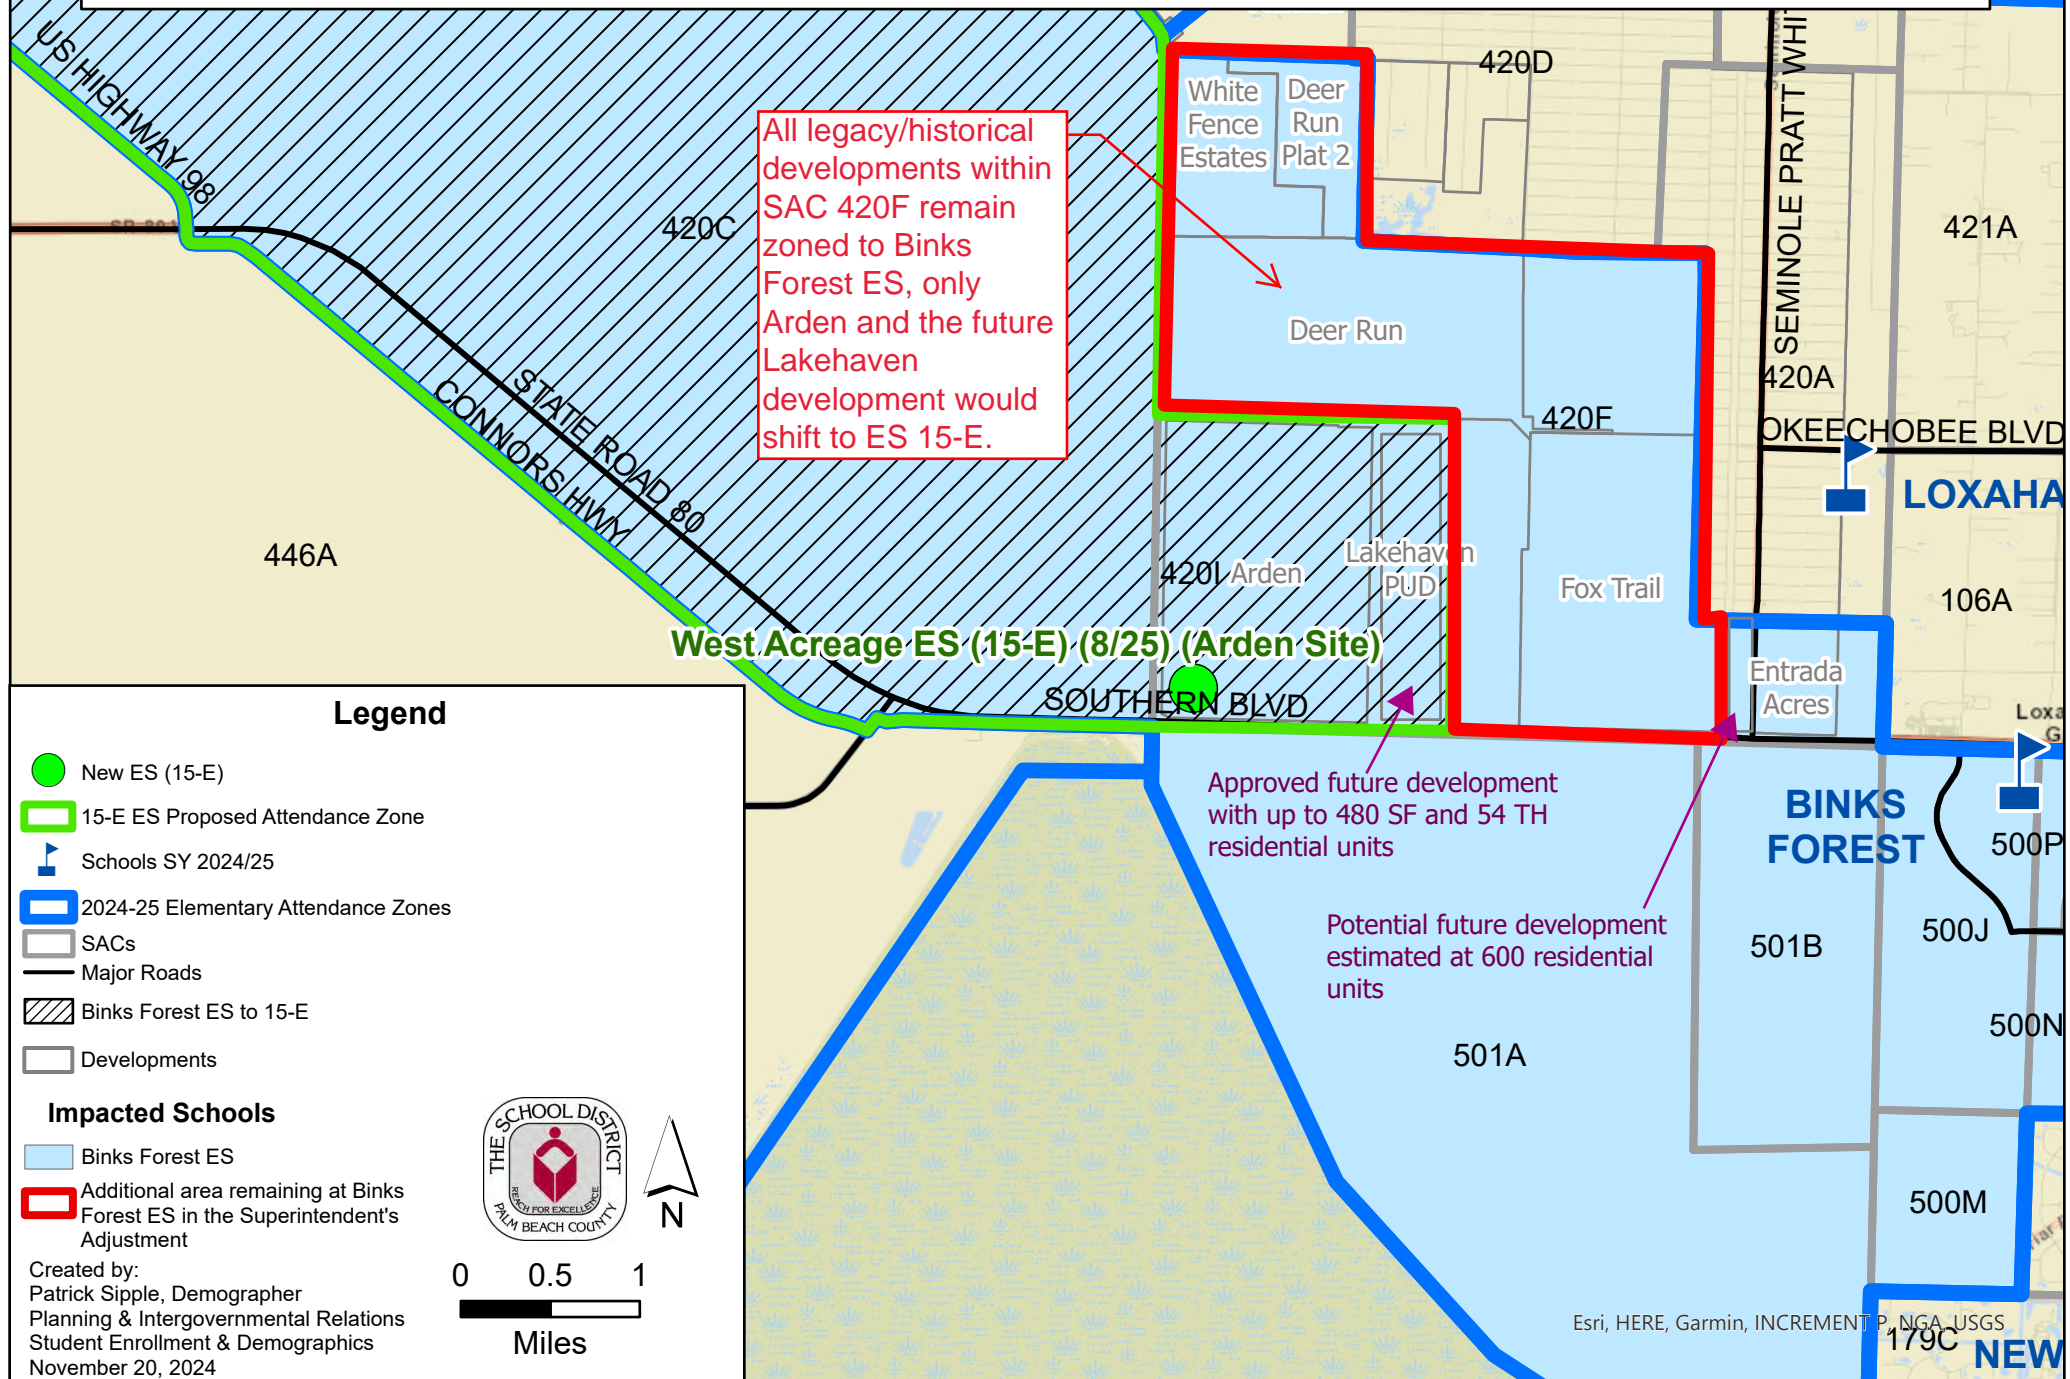 US HIGHWAY 98
420C
STATE ROAD 80
CONNORS HWY
446A
All legacy/historical
developments within
SAC 420F remain
zoned to Binks
Forest ES, only
Arden and the future
Lakehaven
development would
shift to ES 15-E.
White
Fence
Estates
Deer
Run
Plat 2
420D
SEMINOLE PRATT WHIT
421A
Deer Run
420A
420F
OKEECHOBEE BLVD
LOXAHA
420I
Arden
Lakehaven
PUD
Fox Trail
106A
West Acreage ES (15-E) (8/25) (Arden Site)
SOUTHERN BLVD
Entrada
Acres
Loxa
G
Approved future development
with up to 480 SF and 54 TH
residential units
BINKS
FOREST
500P
Potential future development
estimated at 600 residential
units
501B
500J
500N
501A
500M
179C
NEW
Esri, HERE, Garmin, INCREMENT P, NGA, USGS
Legend
New ES (15-E)
15-E ES Proposed Attendance Zone
Schools SY 2024/25
2024-25 Elementary Attendance Zones
SACs
Major Roads
Binks Forest ES to 15-E
Developments
Impacted Schools
Binks Forest ES
Additional area remaining at Binks
Forest ES in the Superintendent's
Adjustment
Created by:
Patrick Sipple, Demographer
Planning & Intergovernmental Relations
Student Enrollment & Demographics
November 20, 2024
THE SCHOOL DISTRICT
REACH FOR EXCELLENCE
PALM BEACH COUNTY
N
0 0.5 1
Miles